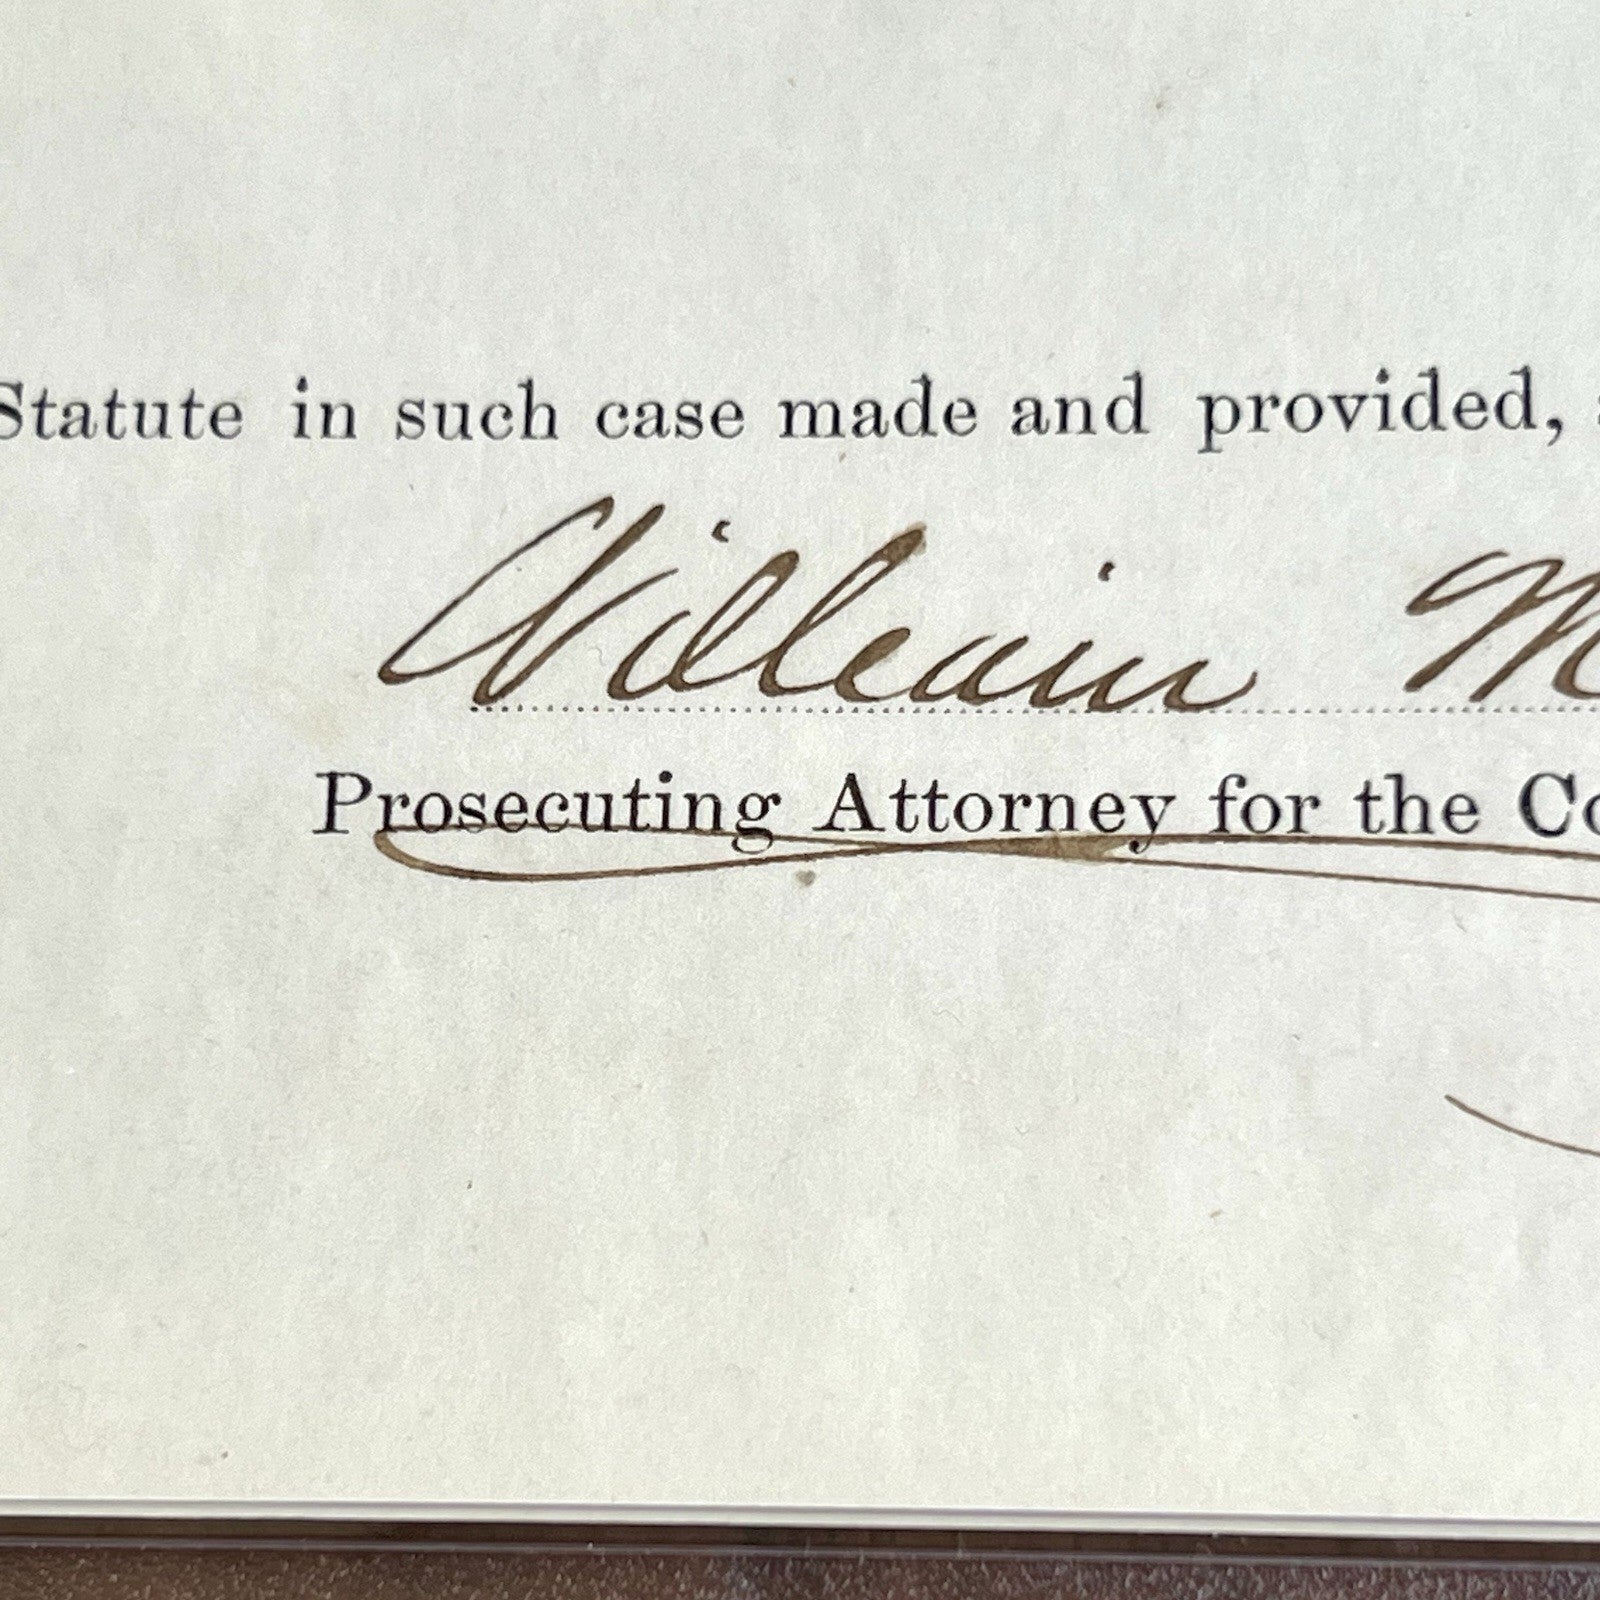 Statute in such case made and provided,
William M
Prosecuting Attorney for the Co